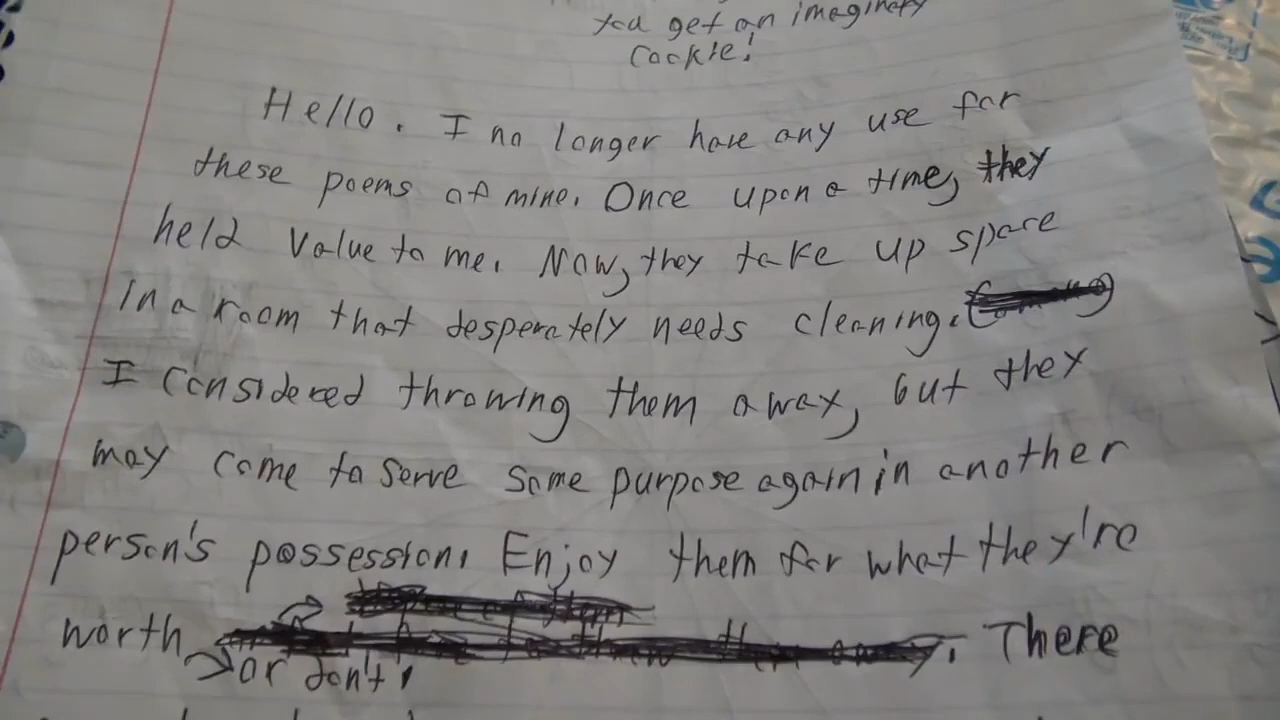 You get an imaginary
Cookie!
Hello. I no longer have any use for
these poems of mine. Once upon a time, they
held value to me. Now, they take up space
in a room that desperately needs cleaning.
I considered throwing them away, but they
may come to serve some purpose again in another
person's possession. Enjoy them for what they're
worth
or don't. There